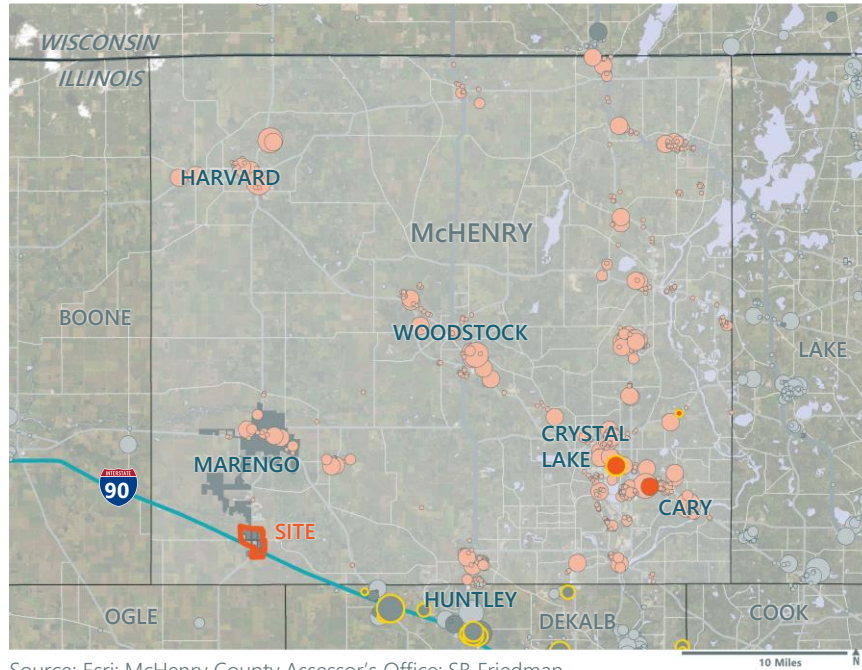 WISCONSIN
ILLINOIS
HARVARD
McHENRY
BOONE
WOODSTOCK
LAKE
CRYSTAL
LAKE
MARENGO
INTERSTATE
90
CARY
SITE
HUNTLEY
OGLE
DEKALB
COOK
Source: Esri; McHenry County Assessor's Office; SB Friedman
10 Miles
N